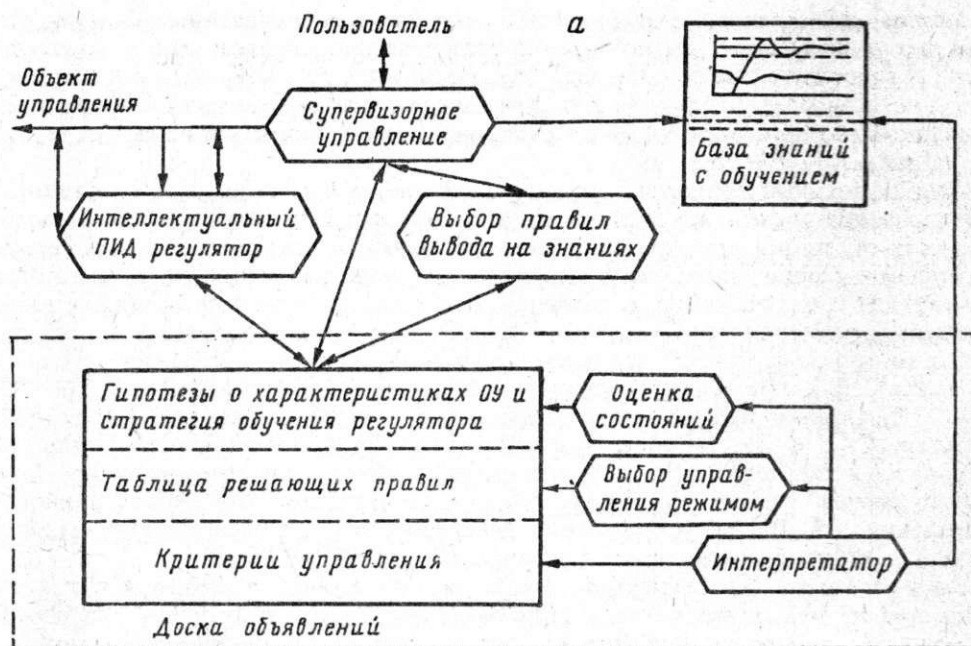 Пользователь
а
Объект
управления
Супервизорное
управление
База знаний
с обучением
Интеллектуальный
ПИД регулятор
Выбор правил
Вывода на знаниях
Гипотезы о характеристиках ОУ и
стратегия обучения регулятора
Оценка
состояний
Таблица решающих правил
Выбор управ-
ления режимом
Критерии управления
Интерпретатор
Доска объявлений